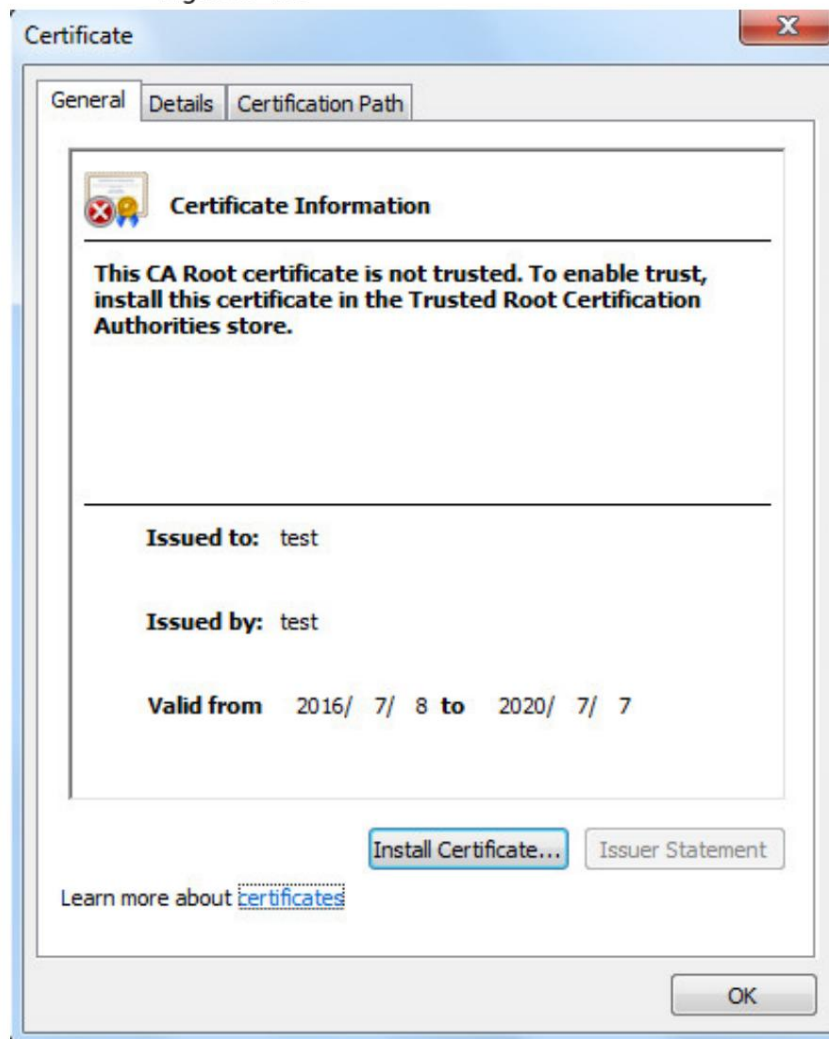 Certificate
General Details Certification Path
Certificate Information
This CA Root certificate is not trusted. To enable trust,
install this certificate in the Trusted Root Certification
Authorities store.
Issued to: test
Issued by: test
Valid from 2016/ 7/ 8 to 2020/ 7/ 7
Install Certificate... Issuer Statement
Learn more about certificates
OK